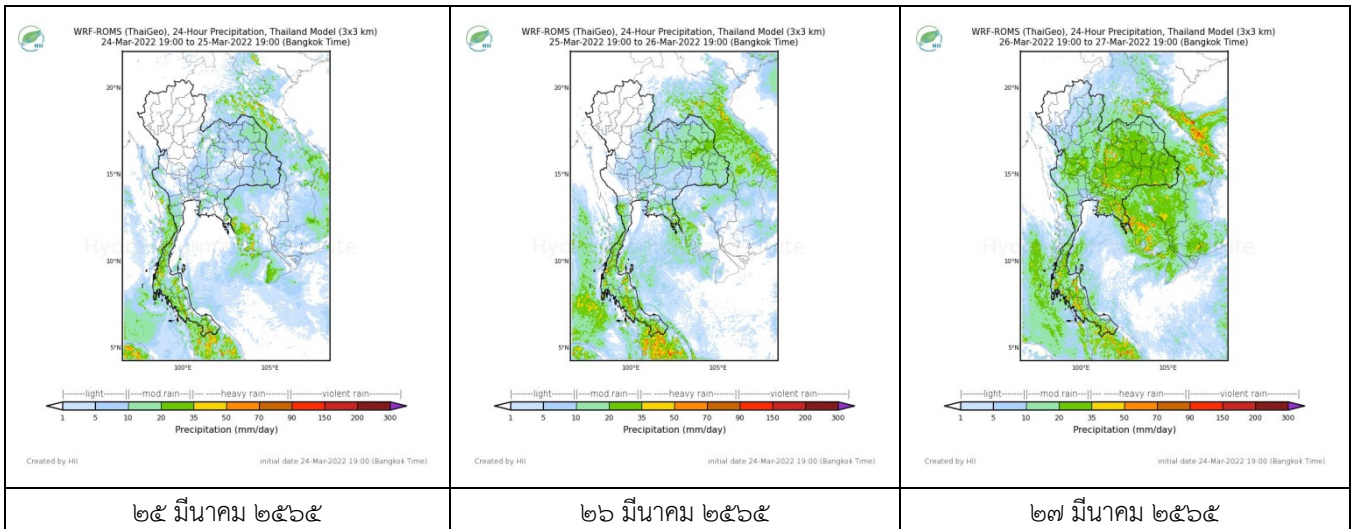 HII
WRF-ROMS (ThaiGeo), 24-Hour Precipitation, Thailand Model (3x3 km)
24-Mar-2022 19:00 to 25-Mar-2022 19:00 (Bangkok Time)
20°N
15°N
10°N
5°N
100°E
105°E
|-------light------||----mod.rain---||--- ---heavy rain----||------violent rain------|
1 5 10 20 35 50 70 90 150 200 300
Precipitation (mm/day)
Created by HII
initial date 24-Mar-2022 19:00 (Bangkok Time)
๒๕ มีนาคม ๒๕๖๕
HII
WRF-ROMS (ThaiGeo), 24-Hour Precipitation, Thailand Model (3x3 km)
25-Mar-2022 19:00 to 26-Mar-2022 19:00 (Bangkok Time)
20°N
15°N
10°N
5°N
100°E
105°E
|-------light------||----mod.rain---||--- ---heavy rain----||------violent rain------|
1 5 10 20 35 50 70 90 150 200 300
Precipitation (mm/day)
Created by HII
initial date 24-Mar-2022 19:00 (Bangkok Time)
๒๖ มีนาคม ๒๕๖๕
HII
WRF-ROMS (ThaiGeo), 24-Hour Precipitation, Thailand Model (3x3 km)
26-Mar-2022 19:00 to 27-Mar-2022 19:00 (Bangkok Time)
20°N
15°N
10°N
5°N
100°E
105°E
|-------light------||----mod.rain---||--- ---heavy rain----||------violent rain------|
1 5 10 20 35 50 70 90 150 200 300
Precipitation (mm/day)
Created by HII
initial date 24-Mar-2022 19:00 (Bangkok Time)
๒๗ มีนาคม ๒๕๖๕